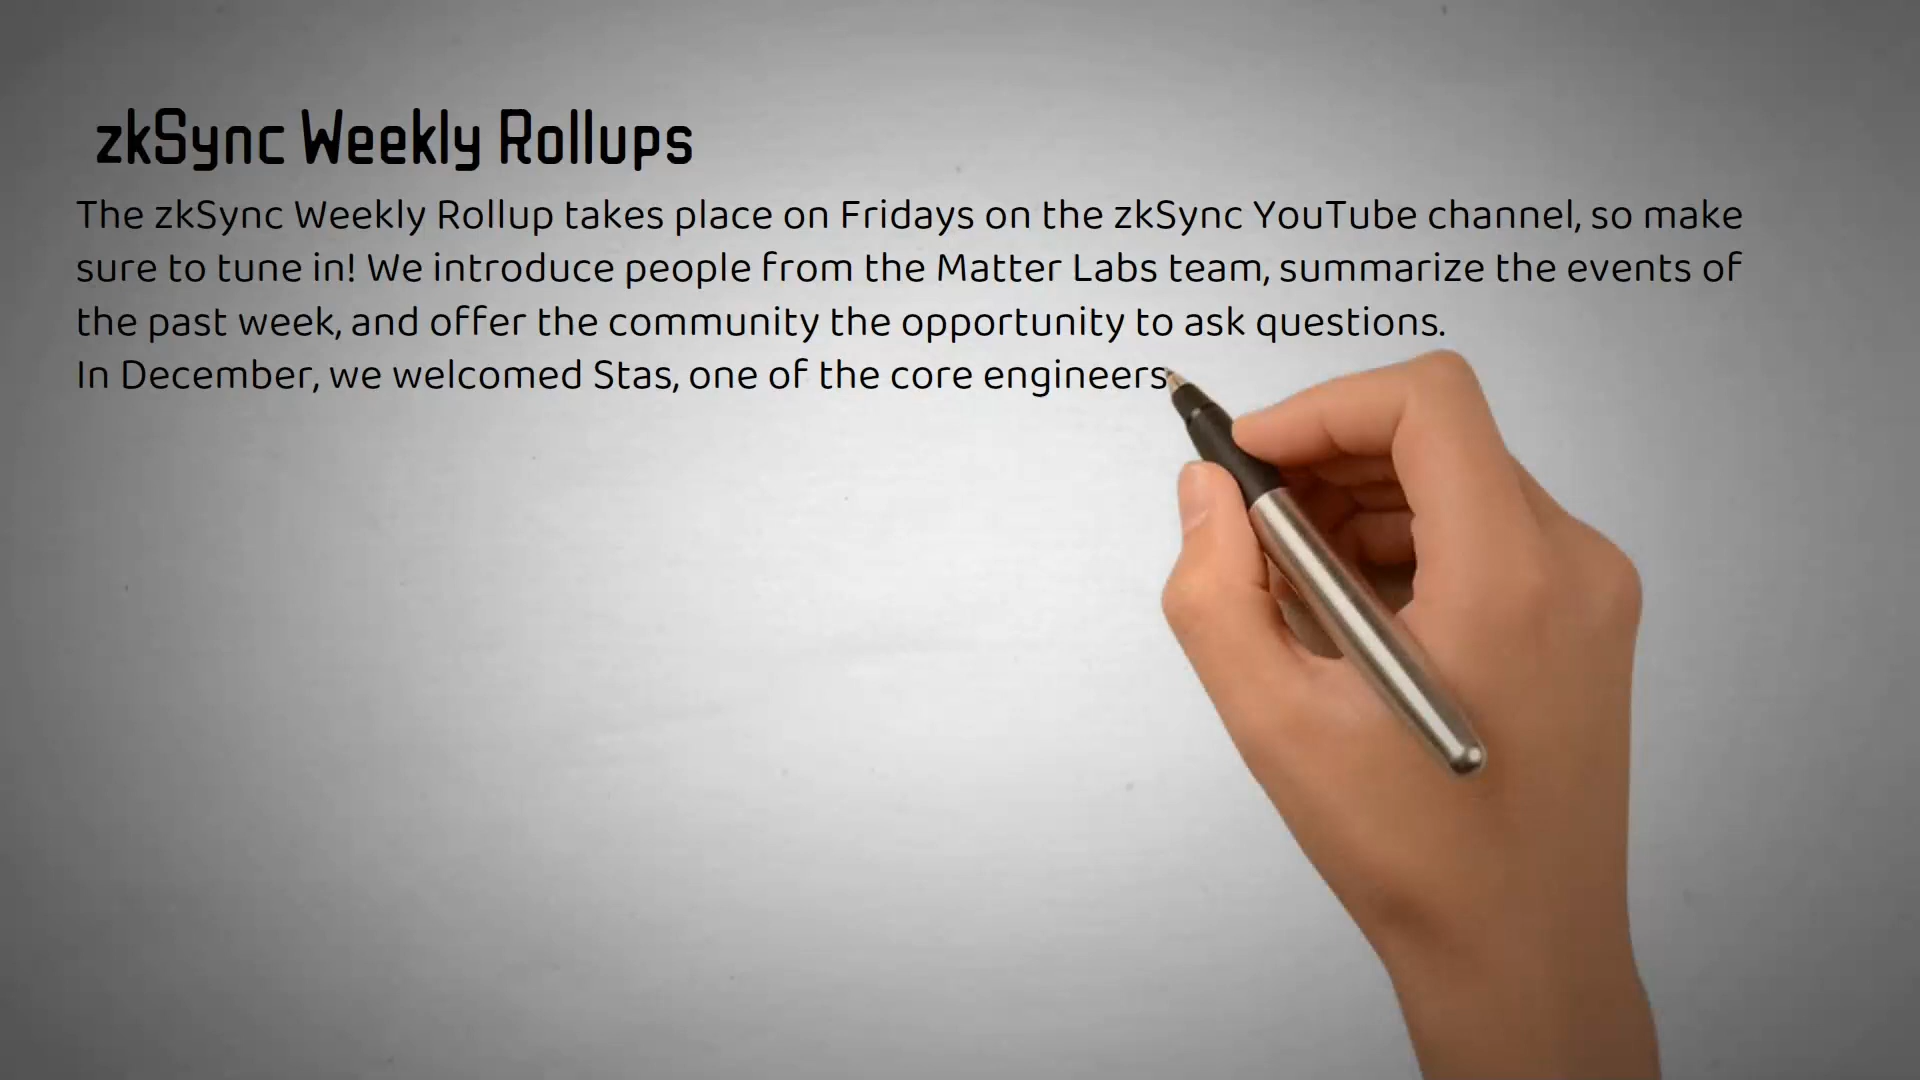 zkSync Weekly Rollups
The zkSync Weekly Rollup takes place on Fridays on the zkSync YouTube channel, so make
sure to tune in! We introduce people from the Matter Labs team, summarize the events of
the past week, and offer the community the opportunity to ask questions.
In December, we welcomed Stas, one of the core engineers